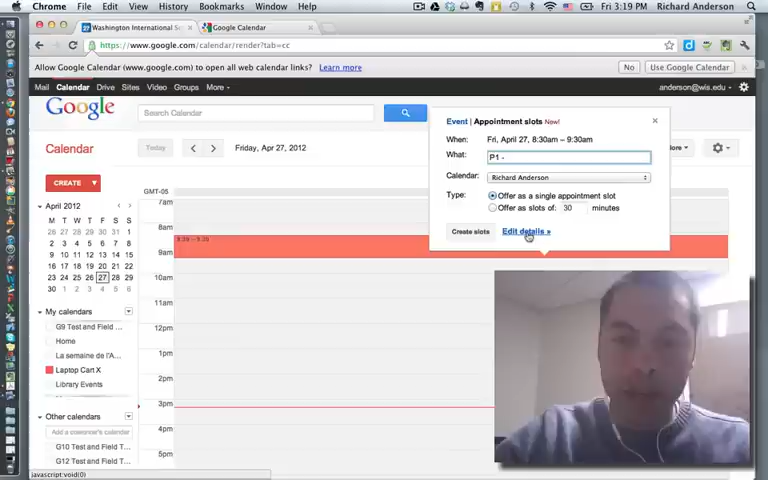 Chrome File Edit View History Bookmarks Window Help Fri 3:19 PM Richard Anderson
Washington International Sc
Google Calendar
https://www.google.com/calendar/render?tab=cc
Allow Google Calendar (www.google.com) to open all web calendar links? Learn more No Use Google Calendar
Mail Calendar Drive Docs Sites Video Groups More anderson@wis.edu
Google
Search Calendar
Calendar
Today
Friday, Apr 27, 2012
More
CREATE
GMT-05
April 2012
M T W T F S S
26 27 28 29 30 31 1
2 3 4 5 6 7 8
9 10 11 12 13 14 15
16 17 18 19 20 21 22
23 24 25 26 27 28 29
30 1 2 3 4 5 6
My calendars
G9 Test and Field ...
Home
La semaine de l'a...
Laptop Cart X
Library Events
Other calendars
Add a coworker's calendar
G10 Test and Field T...
G12 Test and Field T...
javascript:void(0)
7am
8am
9am
10am
11am
12pm
1pm
2pm
3pm
4pm
5pm
Event | Appointment slots New!
When: Fri, April 27, 8:30am – 9:30am
What: P1 -
Calendar: Richard Anderson
Type: Offer as a single appointment slot
Offer as slots of 30 minutes
Create slots Edit details »